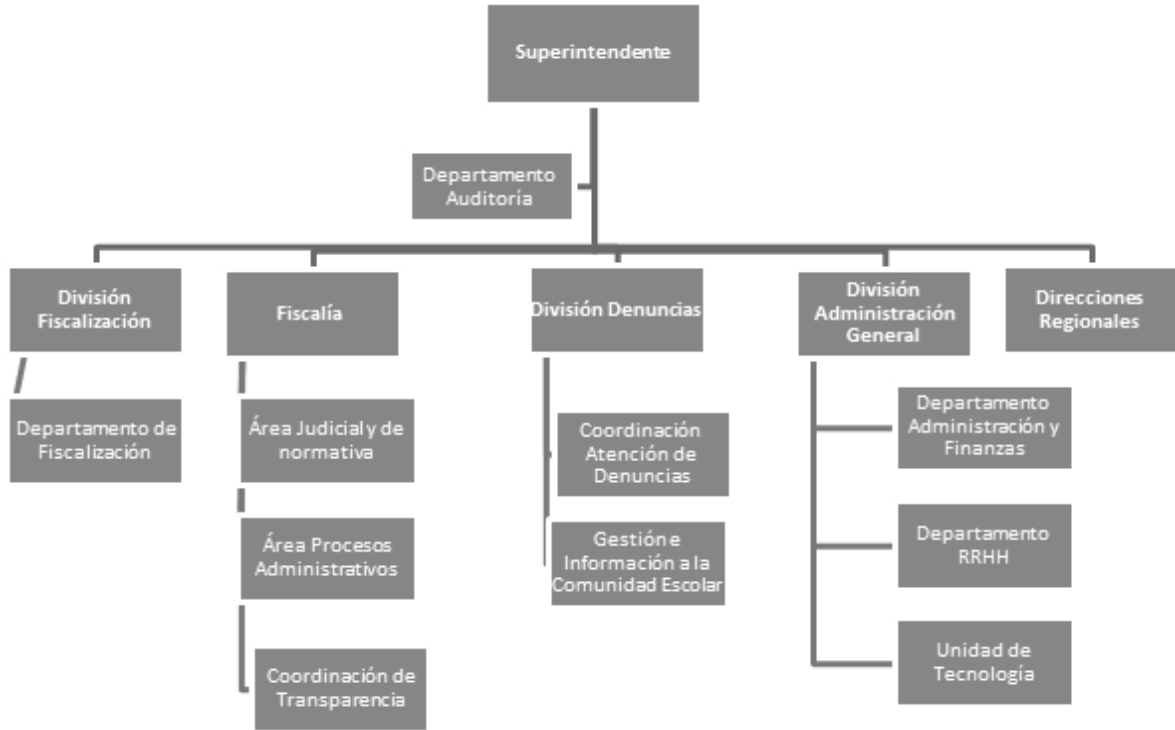 Superintendente
Departamento
Auditoría
División
Fiscalización
Fiscalía
División Denuncias
División
Administración
General
Direcciones
Regionales
Departamento de
Fiscalización
Área Judicial y de
normativa
Coordinación
Atención de
Denuncias
Departamento
Administración y
Finanzas
Área Procesos
Administrativos
Gestión e
Información a la
Comunidad Escolar
Departamento
RRHH
Coordinación de
Transparencia
Unidad de
Tecnología